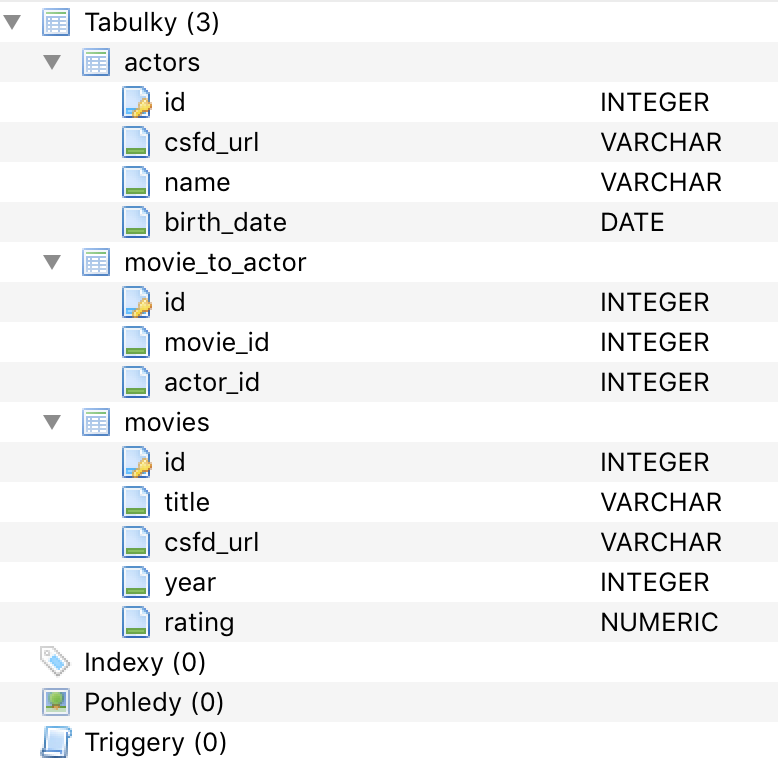 Tabulky (3)
actors
id INTEGER
csfd_url VARCHAR
name VARCHAR
birth_date DATE
movie_to_actor
id INTEGER
movie_id INTEGER
actor_id INTEGER
movies
id INTEGER
title VARCHAR
csfd_url VARCHAR
year INTEGER
rating NUMERIC
Indexy (0)
Pohledy (0)
Triggery (0)